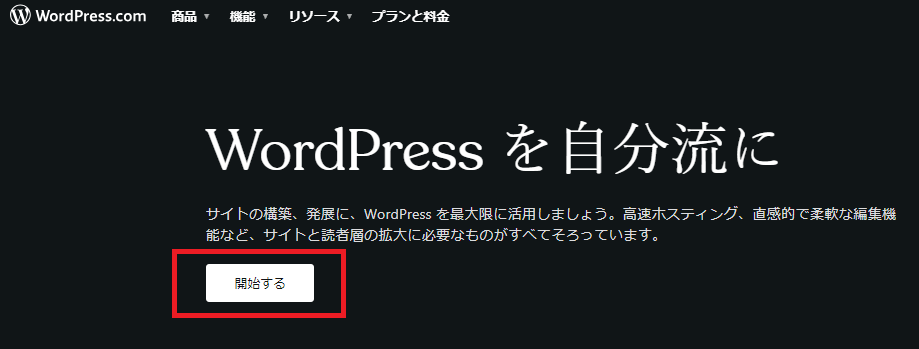 WordPress.com 商品 ▼ 機能 ▼ リソース ▼ プランと料金
WordPress を自分流に
サイトの構築、発展に、WordPress を最大限に活用しましょう。高速ホスティング、直感的で柔軟な編集機
能など、サイトと読者層の拡大に必要なものがすべてそろっています。
開始する